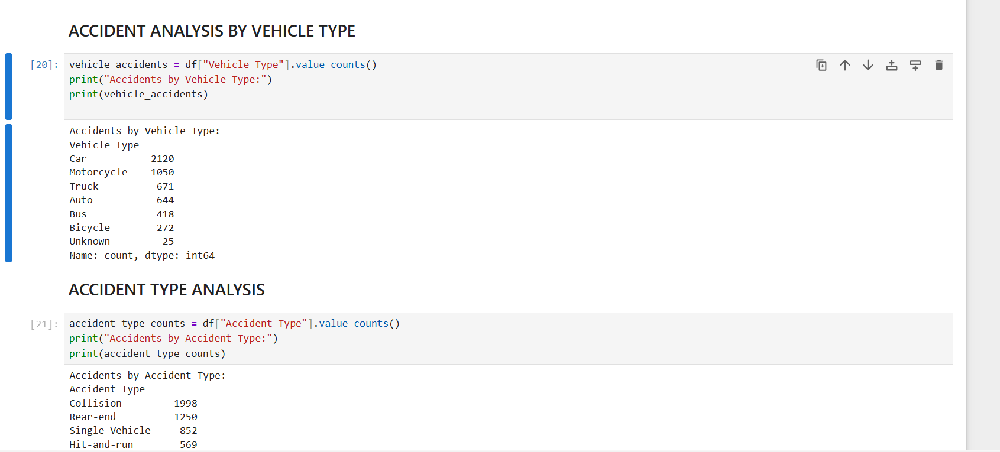 ACCIDENT ANALYSIS BY VEHICLE TYPE
[20]: vehicle_accidents = df["Vehicle Type"].value_counts()
print("Accidents by Vehicle Type:")
print(vehicle_accidents)
Accidents by Vehicle Type:
Vehicle Type
Car           2120
Motorcycle    1050
Truck          671
Auto           644
Bus            418
Bicycle        272
Unknown         25
Name: count, dtype: int64
ACCIDENT TYPE ANALYSIS
[21]: accident_type_counts = df["Accident Type"].value_counts()
print("Accidents by Accident Type:")
print(accident_type_counts)
Accidents by Accident Type:
Accident Type
Collision         1998
Rear-end          1250
Single Vehicle     852
Hit-and-run        569